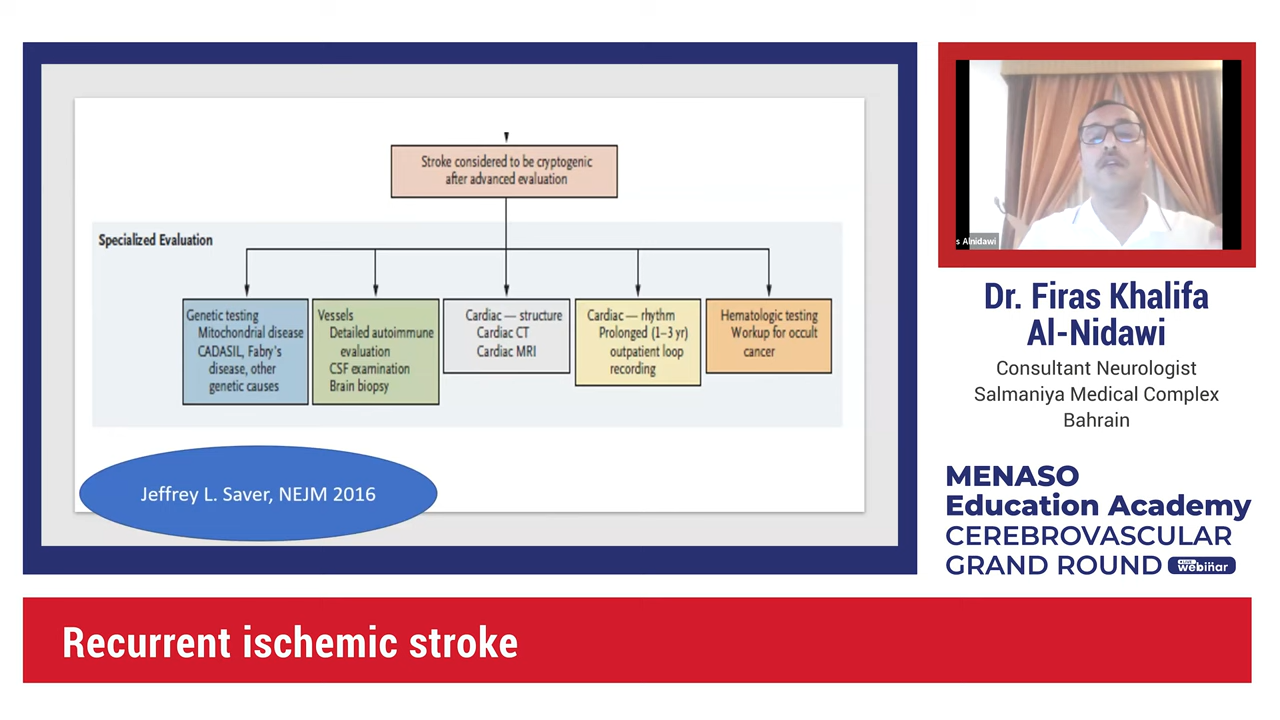 Stroke considered to be cryptogenic
after advanced evaluation
Specialized Evaluation
Genetic testing
Mitochondrial disease
CADASIL, Fabry's
disease, other
genetic causes
Vessels
Detailed autoimmune
evaluation
CSF examination
Brain biopsy
Cardiac — structure
Cardiac CT
Cardiac MRI
Cardiac — rhythm
Prolonged (1–3 yr)
outpatient loop
recording
Hematologic testing
Workup for occult
cancer
Jeffrey L. Saver, NEJM 2016
s Alnidawi
Dr. Firas Khalifa
Al-Nidawi
Consultant Neurologist
Salmaniya Medical Complex
Bahrain
MENASO
Education Academy
CEREBROVASCULAR
GRAND ROUND webinar
Recurrent ischemic stroke